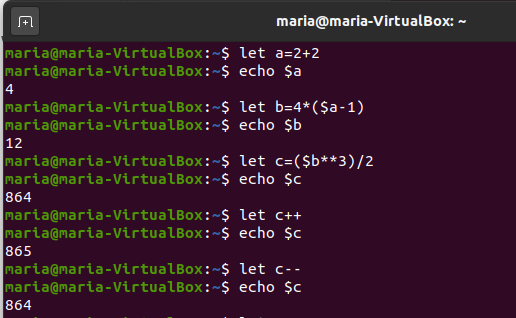 maria@maria-VirtualBox: ~
maria@maria-VirtualBox:~$ let a=2+2
maria@maria-VirtualBox:~$ echo $a
4
maria@maria-VirtualBox:~$ let b=4*($a-1)
maria@maria-VirtualBox:~$ echo $b
12
maria@maria-VirtualBox:~$ let c=($b**3)/2
maria@maria-VirtualBox:~$ echo $c
864
maria@maria-VirtualBox:~$ let c++
maria@maria-VirtualBox:~$ echo $c
865
maria@maria-VirtualBox:~$ let c--
maria@maria-VirtualBox:~$ echo $c
864